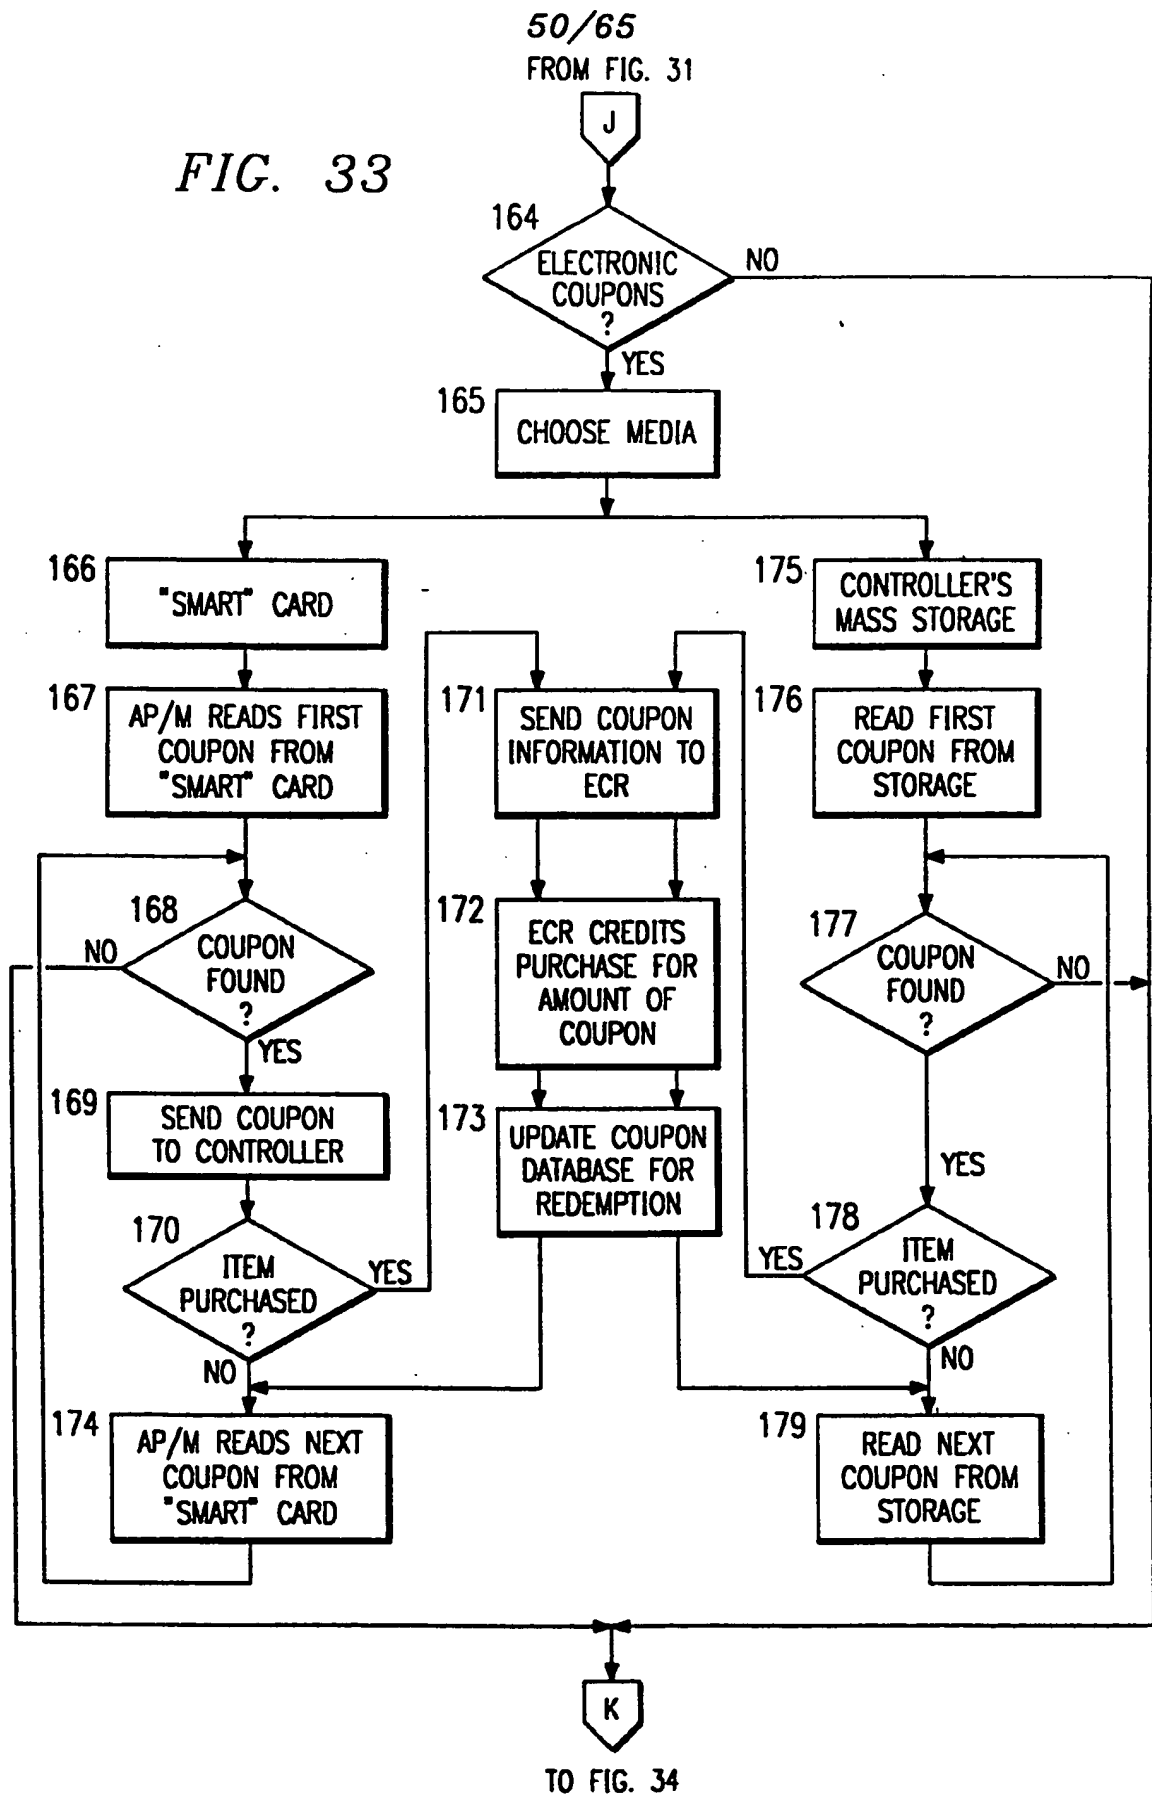 50/65
FROM FIG. 31
J
FIG. 33
164
ELECTRONIC
COUPONS
?
NO
YES
165
CHOOSE MEDIA
166
"SMART" CARD
175
CONTROLLER'S
MASS STORAGE
167
AP/M READS FIRST
COUPON FROM
"SMART" CARD
171
SEND COUPON
INFORMATION TO
ECR
176
READ FIRST
COUPON FROM
STORAGE
168
COUPON
FOUND
?
NO
YES
172
ECR CREDITS
PURCHASE FOR
AMOUNT OF
COUPON
177
COUPON
FOUND
?
NO
YES
169
SEND COUPON
TO CONTROLLER
173
UPDATE COUPON
DATABASE FOR
REDEMPTION
170
ITEM
PURCHASED
?
YES
NO
178
ITEM
PURCHASED
?
YES
NO
174
AP/M READS NEXT
COUPON FROM
"SMART" CARD
179
READ NEXT
COUPON FROM
STORAGE
K
TO FIG. 34